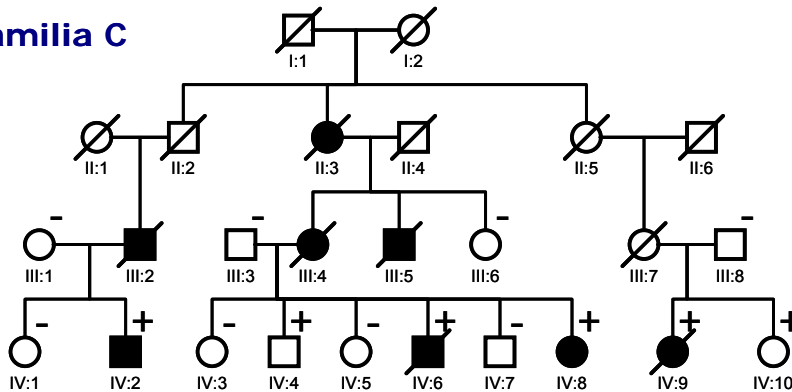 amilia C
I:1 I:2
II:1 II:2 II:3 II:4 II:5 II:6
- - - -
III:1 III:2 III:3 III:4 III:5 III:6 III:7 III:8
- + - + - + - + + +
IV:1 IV:2 IV:3 IV:4 IV:5 IV:6 IV:7 IV:8 IV:9 IV:10